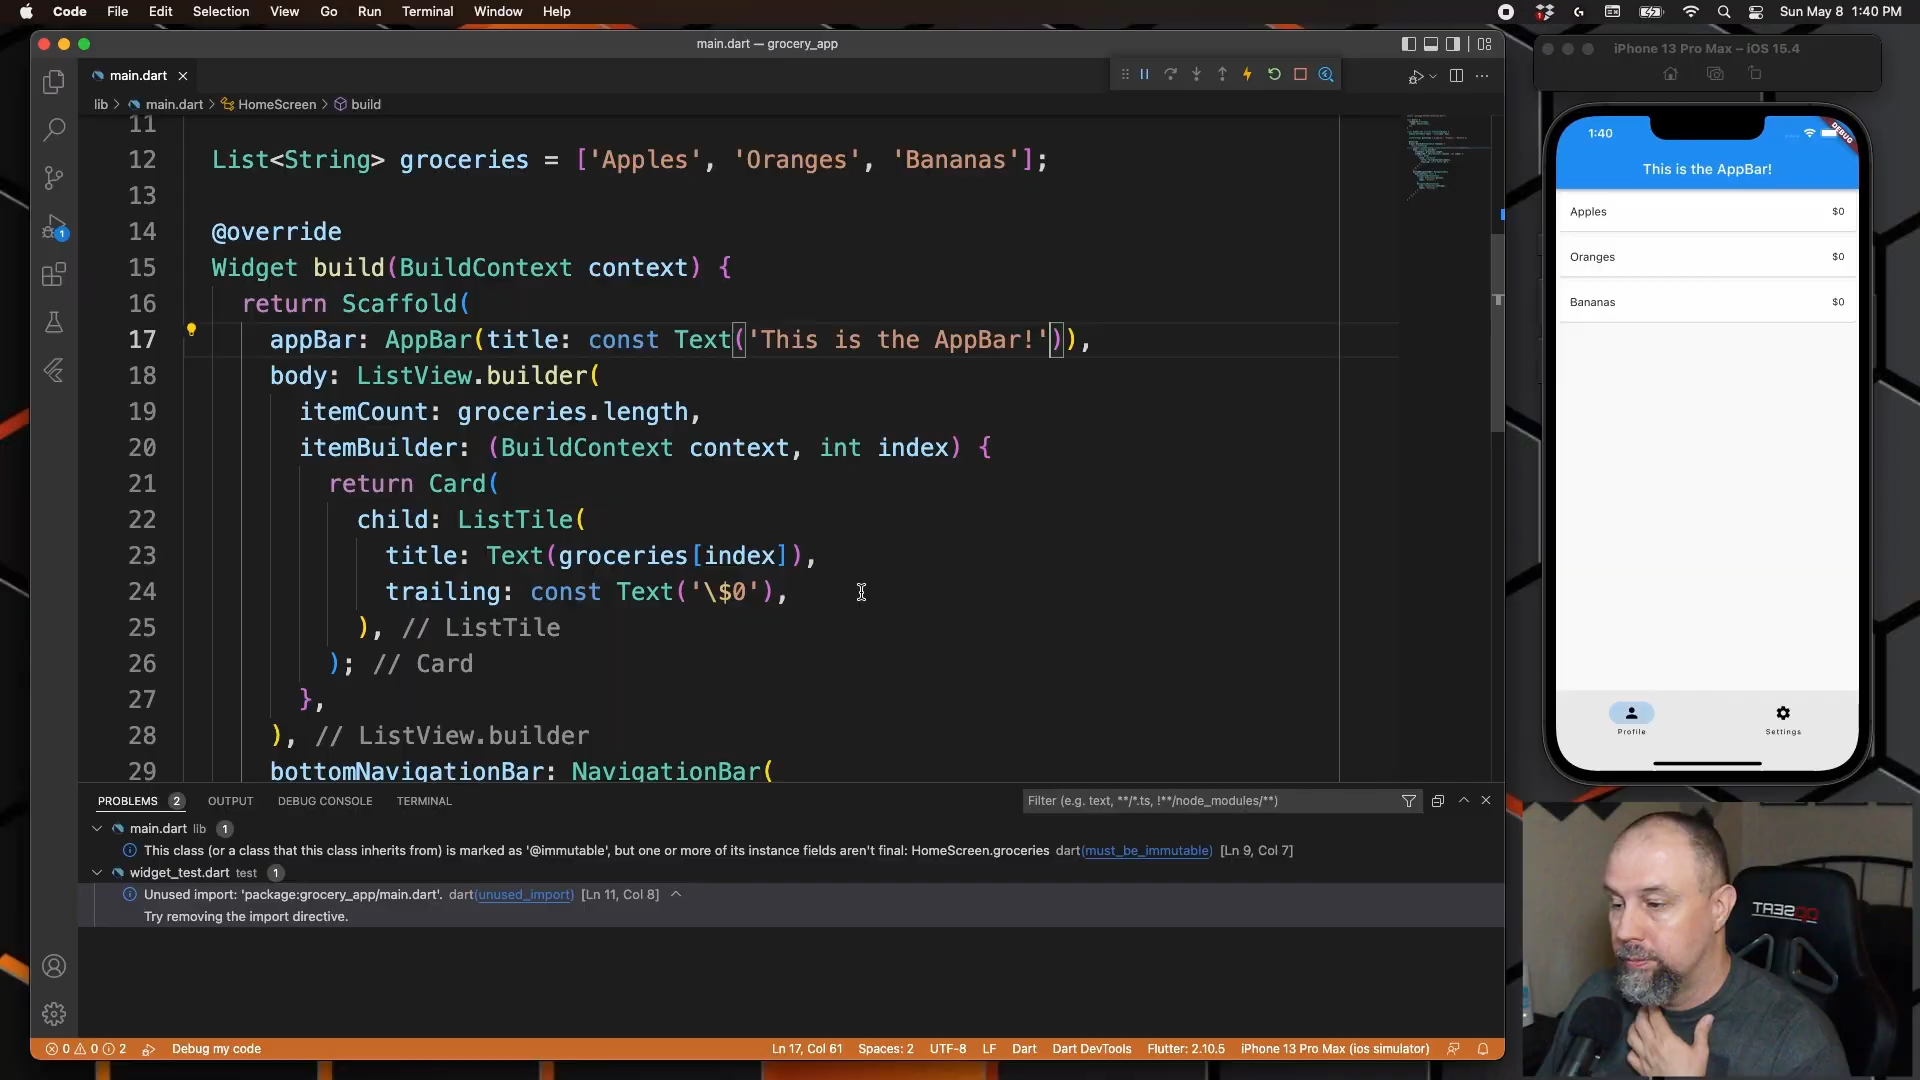 Code File Edit Selection View Go Run Terminal Window Help
Sun May 8 1:40 PM
main.dart — grocery_app
main.dart
lib > main.dart > HomeScreen > build
11
12 List<String> groceries = ['Apples', 'Oranges', 'Bananas'];
13
14 @override
15 Widget build(BuildContext context) {
16 return Scaffold(
17 appBar: AppBar(title: const Text('This is the AppBar!')),
18 body: ListView.builder(
19 itemCount: groceries.length,
20 itemBuilder: (BuildContext context, int index) {
21 return Card(
22 child: ListTile(
23 title: Text(groceries[index]),
24 trailing: const Text('\$0'),
25 ), // ListTile
26 ); // Card
27 },
28 ), // ListView.builder
29 bottomNavigationBar: NavigationBar(
1
PROBLEMS 2 OUTPUT DEBUG CONSOLE TERMINAL
Filter (e.g. text, **/*.ts, !**/node_modules/**)
main.dart lib 1
This class (or a class that this class inherits from) is marked as '@immutable', but one or more of its instance fields aren't final: HomeScreen.groceries dart(must_be_immutable) [Ln 9, Col 7]
widget_test.dart test 1
Unused import: 'package:grocery_app/main.dart'. dart(unused_import) [Ln 11, Col 8]
Try removing the import directive.
0 0 2 Debug my code
Ln 17, Col 61 Spaces: 2 UTF-8 LF Dart Dart DevTools Flutter: 2.10.5 iPhone 13 Pro Max (ios simulator)
iPhone 13 Pro Max – iOS 15.4
1:40
DEBUG
This is the AppBar!
Apples $0
Oranges $0
Bananas $0
Profile Settings